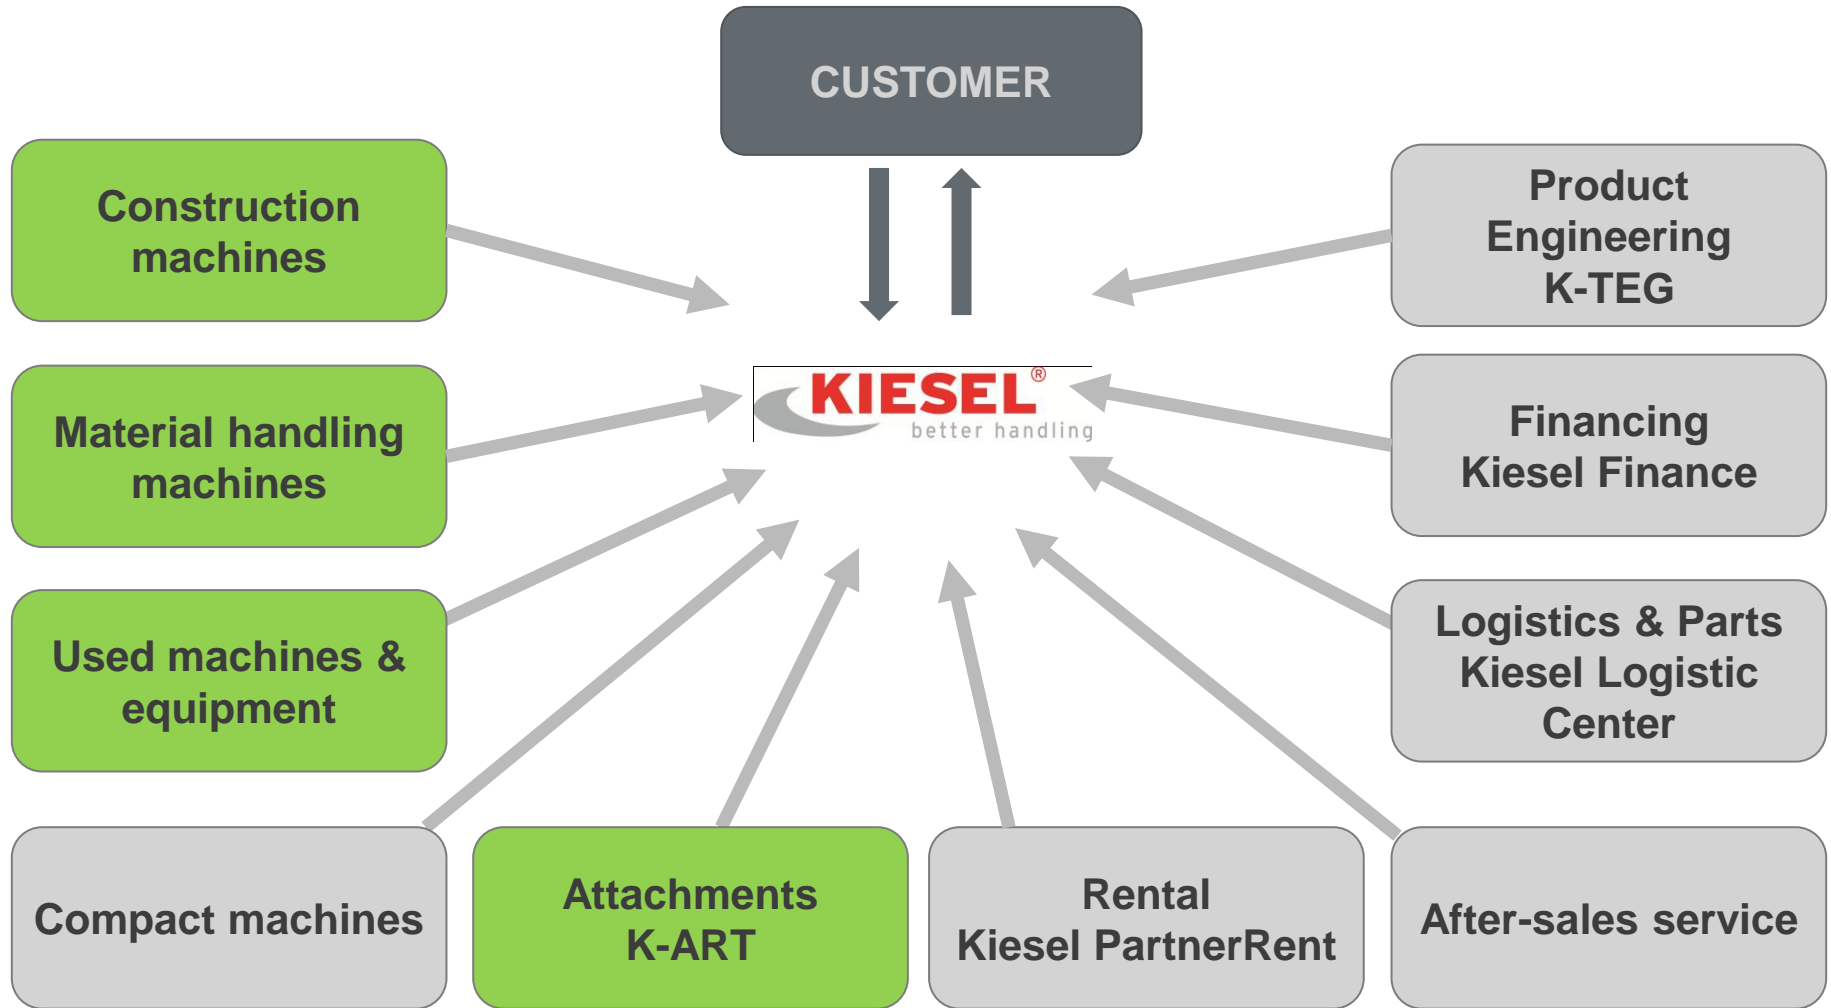 CUSTOMER
Construction
machines
Product
Engineering
K-TEG
KIESEL®
better handling
Material handling
machines
Financing
Kiesel Finance
Used machines &
equipment
Logistics & Parts
Kiesel Logistic
Center
Compact machines
Attachments
K-ART
Rental
Kiesel PartnerRent
After-sales service